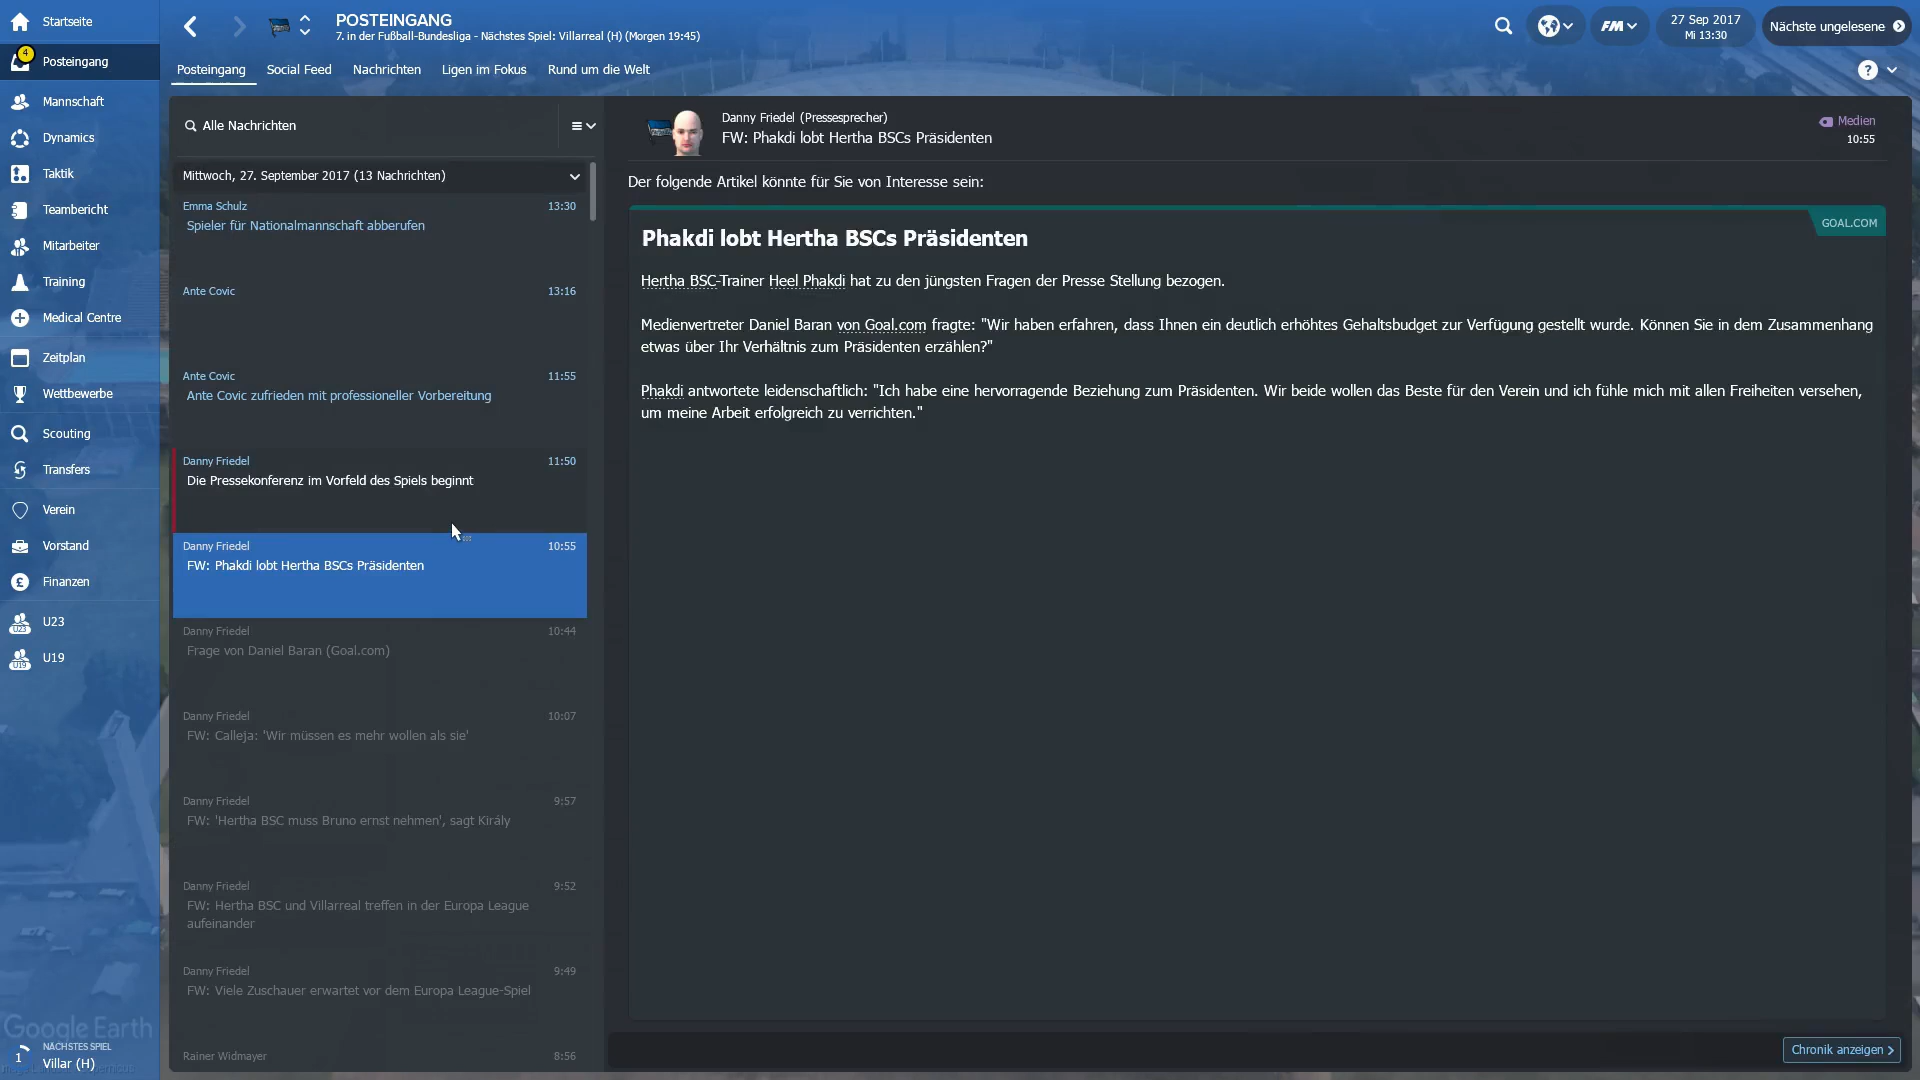 Startseite
4
Posteingang
Mannschaft
Dynamics
Taktik
Teambericht
Mitarbeiter
Training
Medical Centre
Zeitplan
Wettbewerbe
Scouting
Transfers
Verein
Vorstand
Finanzen
U23
U23
U19
U19
Google Earth
NÄCHSTES SPIEL
1
Villar (H)
POSTEINGANG
7. in der Fußball-Bundesliga - Nächstes Spiel: Villarreal (H) (Morgen 19:45)
FM
27 Sep 2017
Mi 13:30
Nächste ungelesene
Posteingang Social Feed Nachrichten Ligen im Fokus Rund um die Welt
?
Alle Nachrichten
Mittwoch, 27. September 2017 (13 Nachrichten)
Emma Schulz 13:30
Spieler für Nationalmannschaft abberufen
Ante Covic 13:16
Ante Covic 11:55
Ante Covic zufrieden mit professioneller Vorbereitung
Danny Friedel 11:50
Die Pressekonferenz im Vorfeld des Spiels beginnt
Danny Friedel 10:55
FW: Phakdi lobt Hertha BSCs Präsidenten
Danny Friedel 10:44
Frage von Daniel Baran (Goal.com)
Danny Friedel 10:07
FW: Calleja: 'Wir müssen es mehr wollen als sie'
Danny Friedel 9:57
FW: 'Hertha BSC muss Bruno ernst nehmen', sagt Király
Danny Friedel 9:52
FW: Hertha BSC und Villarreal treffen in der Europa League
aufeinander
Danny Friedel 9:49
FW: Viele Zuschauer erwartet vor dem Europa League-Spiel
Rainer Widmayer 8:56
Danny Friedel (Pressesprecher)
FW: Phakdi lobt Hertha BSCs Präsidenten
Medien
10:55
Der folgende Artikel könnte für Sie von Interesse sein:
GOAL.COM
Phakdi lobt Hertha BSCs Präsidenten
Hertha BSC-Trainer Heel Phakdi hat zu den jüngsten Fragen der Presse Stellung bezogen.
Medienvertreter Daniel Baran von Goal.com fragte: "Wir haben erfahren, dass Ihnen ein deutlich erhöhtes Gehaltsbudget zur Verfügung gestellt wurde. Können Sie in dem Zusammenhang
etwas über Ihr Verhältnis zum Präsidenten erzählen?"
Phakdi antwortete leidenschaftlich: "Ich habe eine hervorragende Beziehung zum Präsidenten. Wir beide wollen das Beste für den Verein und ich fühle mich mit allen Freiheiten versehen,
um meine Arbeit erfolgreich zu verrichten."
Chronik anzeigen